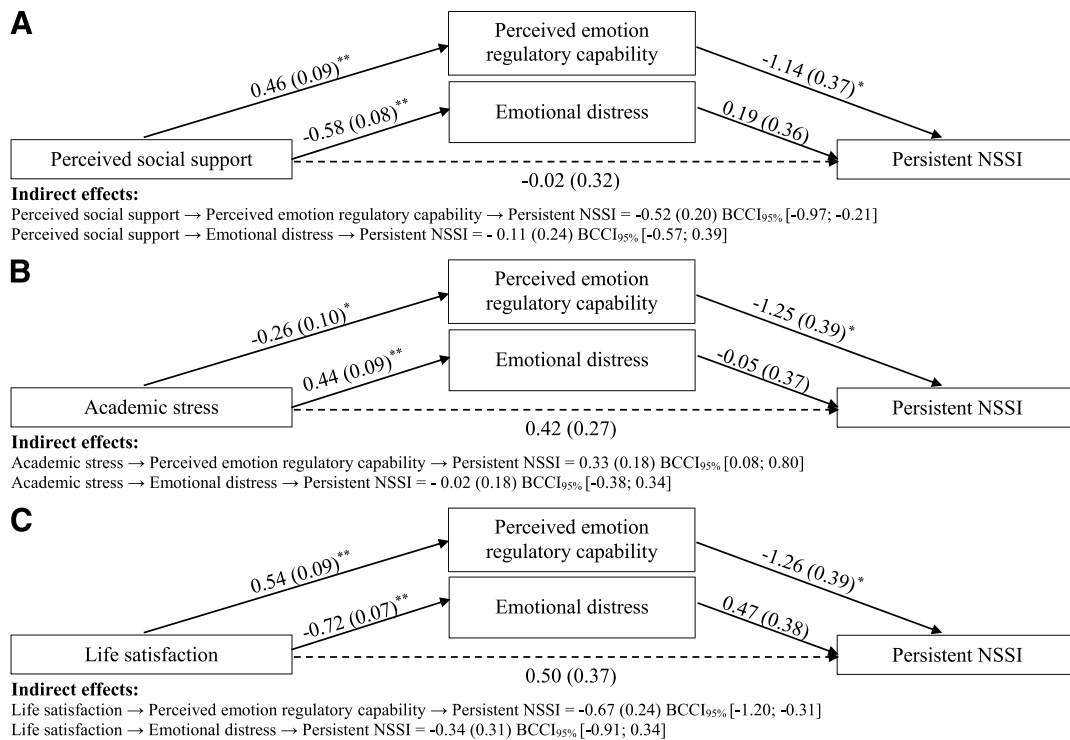 A
Perceived emotion
regulatory capability
0.46 (0.09)**
-1.14 (0.37)*
Emotional distress
-0.58 (0.08)**
0.19 (0.36)
Perceived social support
Persistent NSSI
-0.02 (0.32)
Indirect effects:
Perceived social support → Perceived emotion regulatory capability → Persistent NSSI = -0.52 (0.20) BCCI95% [-0.97; -0.21]
Perceived social support → Emotional distress → Persistent NSSI = - 0.11 (0.24) BCCI95% [-0.57; 0.39]
B
Perceived emotion
regulatory capability
-0.26 (0.10)*
-1.25 (0.39)*
Emotional distress
0.44 (0.09)**
-0.05 (0.37)
Academic stress
Persistent NSSI
0.42 (0.27)
Indirect effects:
Academic stress → Perceived emotion regulatory capability → Persistent NSSI = 0.33 (0.18) BCCI95% [0.08; 0.80]
Academic stress → Emotional distress → Persistent NSSI = - 0.02 (0.18) BCCI95% [-0.38; 0.34]
C
Perceived emotion
regulatory capability
0.54 (0.09)**
-1.26 (0.39)*
Emotional distress
-0.72 (0.07)**
0.47 (0.38)
Life satisfaction
Persistent NSSI
0.50 (0.37)
Indirect effects:
Life satisfaction → Perceived emotion regulatory capability → Persistent NSSI = -0.67 (0.24) BCCI95% [-1.20; -0.31]
Life satisfaction → Emotional distress → Persistent NSSI = -0.34 (0.31) BCCI95% [-0.91; 0.34]